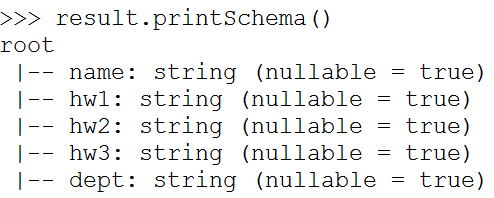 >>> result.printSchema()
root
 |-- name: string (nullable = true)
 |-- hw1: string (nullable = true)
 |-- hw2: string (nullable = true)
 |-- hw3: string (nullable = true)
 |-- dept: string (nullable = true)